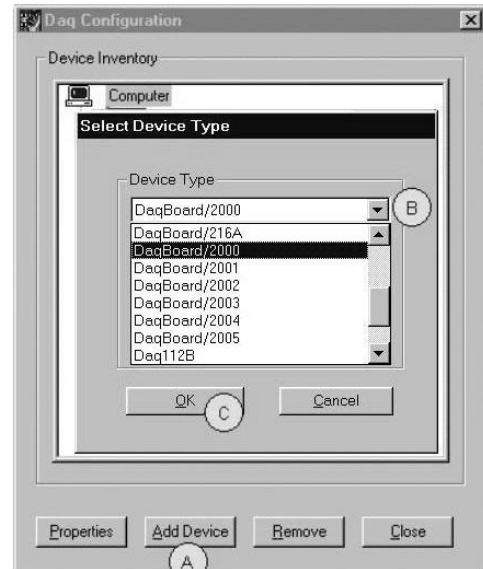 Daq Configuration
Device Inventory
Computer
Select Device Type
Device Type
DaqBoard/2000
B
DaqBoard/216A
DaqBoard/2000
DaqBoard/2001
DaqBoard/2002
DaqBoard/2003
DaqBoard/2004
DaqBoard/2005
Daq112B
OK
C
Cancel
Properties
Add Device
Remove
Close
A